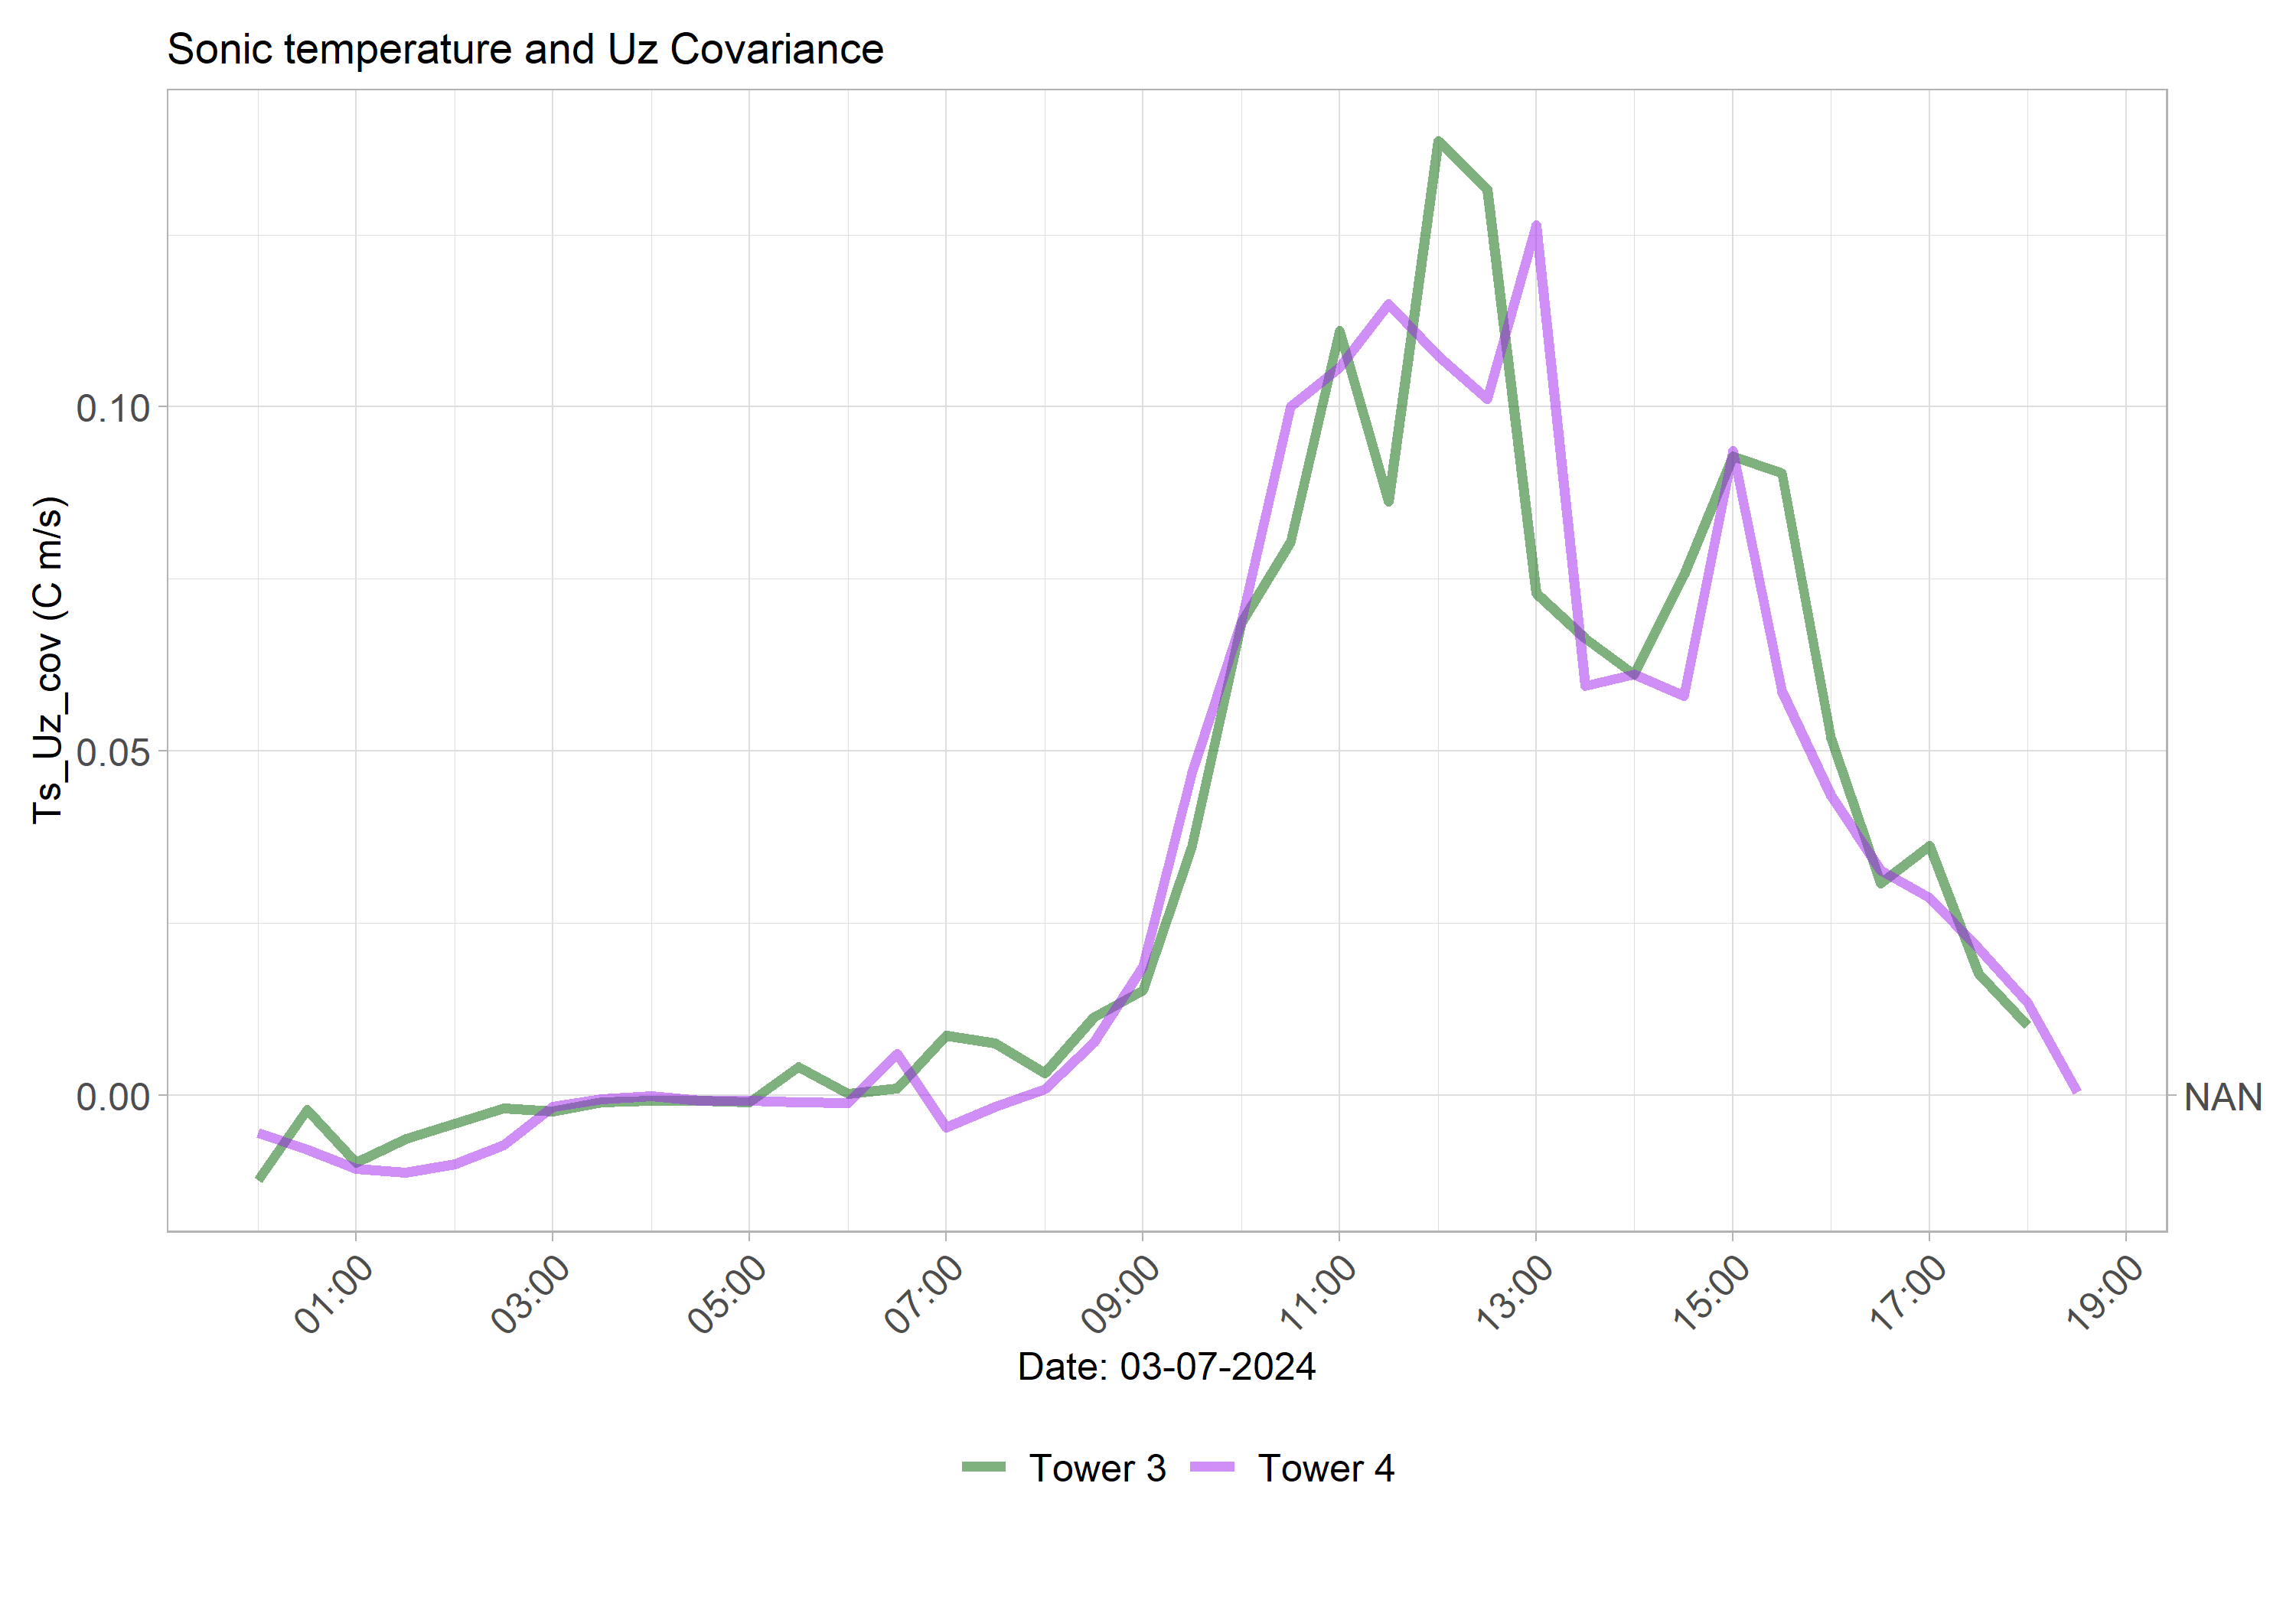 Sonic temperature and Uz Covariance
Ts_Uz_cov (C m/s)
0.10
0.05
0.00
NAN
01:00
03:00
05:00
07:00
09:00
11:00
13:00
15:00
17:00
19:00
Date: 03-07-2024
Tower 3
Tower 4